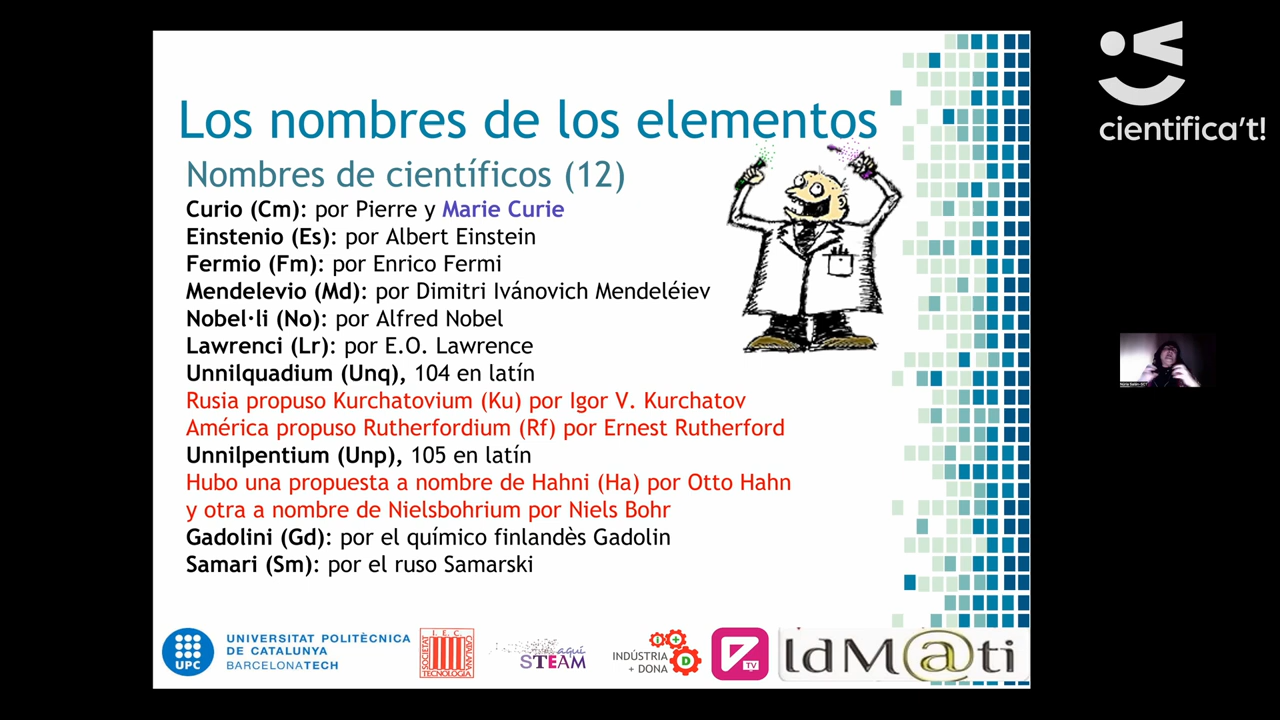 Los nombres de los elementos
Nombres de científicos (12)
Curio (Cm): por Pierre y Marie Curie
Einstenio (Es): por Albert Einstein
Fermio (Fm): por Enrico Fermi
Mendelevio (Md): por Dimitri Ivánovich Mendeléiev
Nobel·li (No): por Alfred Nobel
Lawrenci (Lr): por E.O. Lawrence
Unnilquadium (Unq), 104 en latín
Rusia propuso Kurchatovium (Ku) por Igor V. Kurchatov
América propuso Rutherfordium (Rf) por Ernest Rutherford
Unnilpentium (Unp), 105 en latín
Hubo una propuesta a nombre de Hahni (Ha) por Otto Hahn
y otra a nombre de Nielsbohrium por Niels Bohr
Gadolini (Gd): por el químico finlandès Gadolin
Samari (Sm): por el ruso Samarski
UPC
UNIVERSITAT POLITÈCNICA
DE CATALUNYA
BARCELONATECH
I.E.C.
SOCIETAT
CATALANA
TECNOLOGIA
aquí
STEAM
INDÚSTRIA
+ DONA
i +
D
TV
IdM@ti
cientifica't!